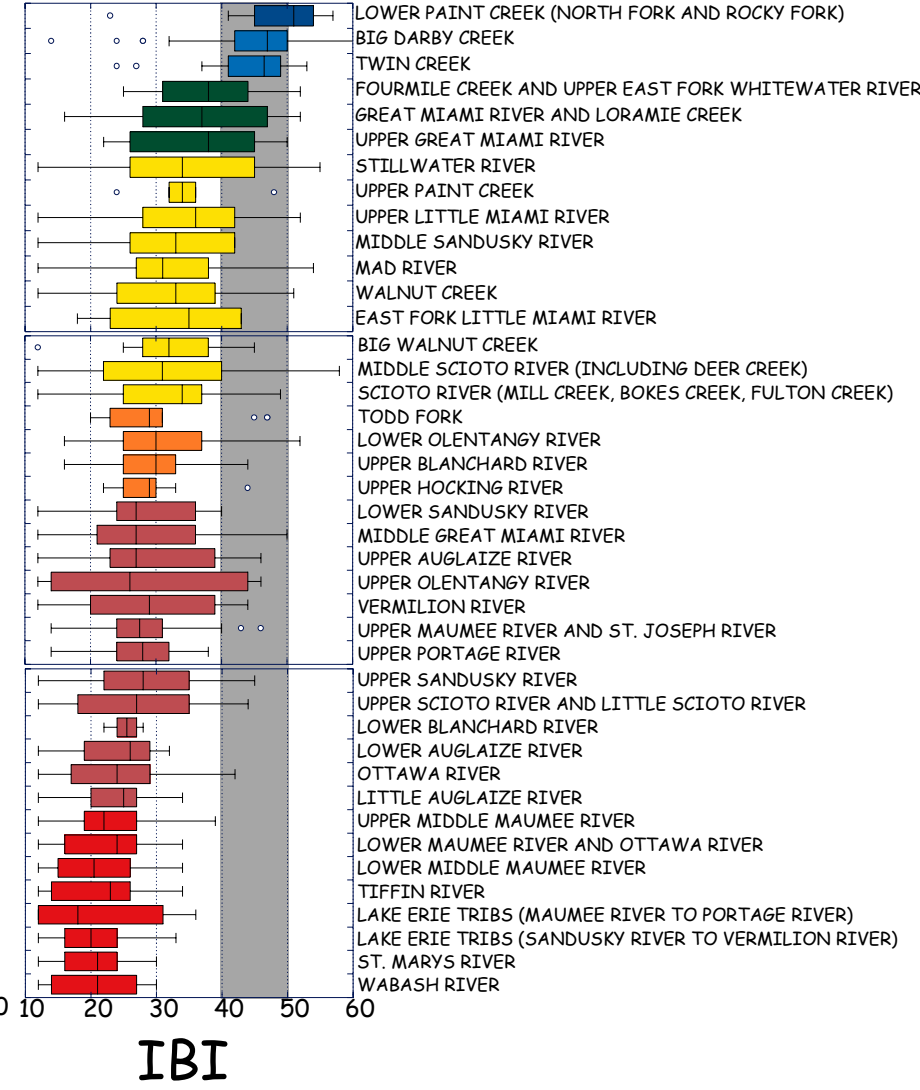 LOWER PAINT CREEK (NORTH FORK AND ROCKY FORK)
BIG DARBY CREEK
TWIN CREEK
FOURMILE CREEK AND UPPER EAST FORK WHITEWATER RIVER
GREAT MIAMI RIVER AND LORAMIE CREEK
UPPER GREAT MIAMI RIVER
STILLWATER RIVER
UPPER PAINT CREEK
UPPER LITTLE MIAMI RIVER
MIDDLE SANDUSKY RIVER
MAD RIVER
WALNUT CREEK
EAST FORK LITTLE MIAMI RIVER
BIG WALNUT CREEK
MIDDLE SCIOTO RIVER (INCLUDING DEER CREEK)
SCIOTO RIVER (MILL CREEK, BOKES CREEK, FULTON CREEK)
TODD FORK
LOWER OLENTANGY RIVER
UPPER BLANCHARD RIVER
UPPER HOCKING RIVER
LOWER SANDUSKY RIVER
MIDDLE GREAT MIAMI RIVER
UPPER AUGLAIZE RIVER
UPPER OLENTANGY RIVER
VERMILION RIVER
UPPER MAUMEE RIVER AND ST. JOSEPH RIVER
UPPER PORTAGE RIVER
UPPER SANDUSKY RIVER
UPPER SCIOTO RIVER AND LITTLE SCIOTO RIVER
LOWER BLANCHARD RIVER
LOWER AUGLAIZE RIVER
OTTAWA RIVER
LITTLE AUGLAIZE RIVER
UPPER MIDDLE MAUMEE RIVER
LOWER MAUMEE RIVER AND OTTAWA RIVER
LOWER MIDDLE MAUMEE RIVER
TIFFIN RIVER
LAKE ERIE TRIBS (MAUMEE RIVER TO PORTAGE RIVER)
LAKE ERIE TRIBS (SANDUSKY RIVER TO VERMILION RIVER)
ST. MARYS RIVER
WABASH RIVER
0 10 20 30 40 50 60
IBI